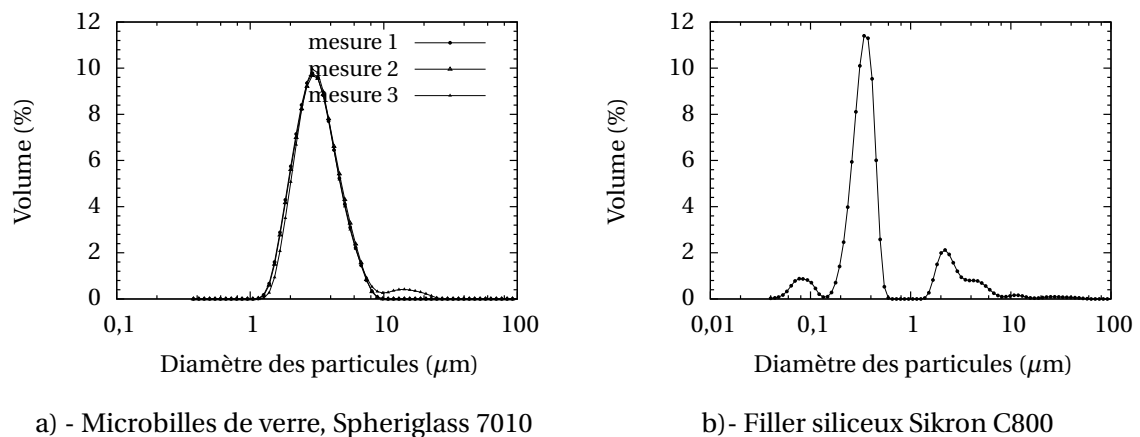 12
10
8
6
4
2
0
Volume (%)
mesure 1
mesure 2
mesure 3
0,1 1 10 100
Diamètre des particules (μm)
a) - Microbilles de verre, Spheriglass 7010
12
10
8
6
4
2
0
Volume (%)
0,01 0,1 1 10 100
Diamètre des particules (μm)
b)- Filler siliceux Sikron C800